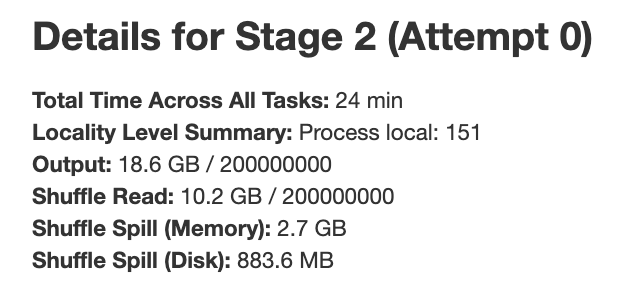 Details for Stage 2 (Attempt 0)
Total Time Across All Tasks: 24 min
Locality Level Summary: Process local: 151
Output: 18.6 GB / 200000000
Shuffle Read: 10.2 GB / 200000000
Shuffle Spill (Memory): 2.7 GB
Shuffle Spill (Disk): 883.6 MB